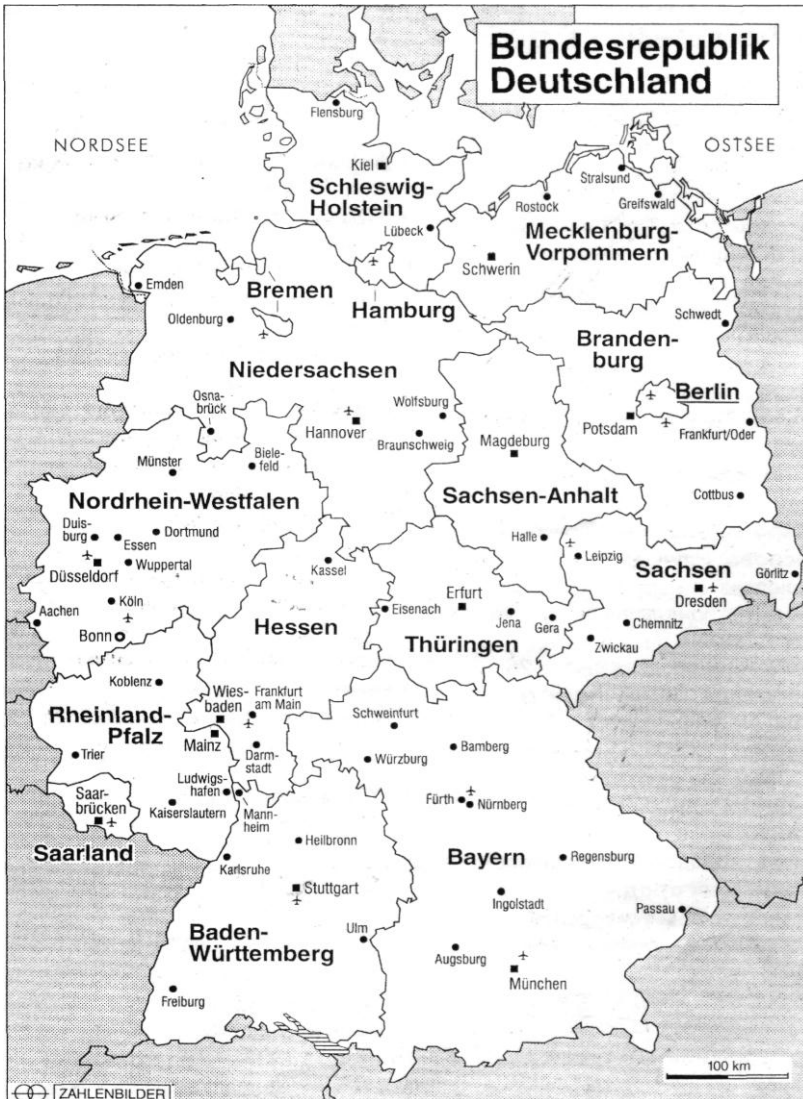 Bundesrepublik
Deutschland
NORDSEE
OSTSEE
Flensburg
Kiel
Schleswig-
Holstein
Lübeck
Stralsund
Greifswald
Rostock
Mecklenburg-
Vorpommern
Schwerin
Emden
Bremen
Hamburg
Oldenburg
Schwedt
Branden-
burg
Niedersachsen
Berlin
Osna-
brück
Wolfsburg
Hannover
Braunschweig
Potsdam
Frankfurt/Oder
Magdeburg
Münster
Biele-
feld
Cottbus
Nordrhein-Westfalen
Sachsen-Anhalt
Duis-
burg
Essen
Dortmund
Halle
Leipzig
Kassel
Düsseldorf
Wuppertal
Sachsen
Görlitz
Dresden
Köln
Erfurt
Eisenach
Jena
Gera
Chemnitz
Aachen
Bonn
Hessen
Thüringen
Zwickau
Koblenz
Wies-
baden
Frankfurt
am Main
Rheinland-
Pfalz
Mainz
Schweinfurt
Trier
Darm-
stadt
Würzburg
Bamberg
Ludwigs-
hafen
Saar-
brücken
Kaiserslautern
Mann-
heim
Fürth
Nürnberg
Saarland
Heilbronn
Karlsruhe
Bayern
Regensburg
Stuttgart
Ingolstadt
Passau
Baden-
Württemberg
Ulm
Augsburg
München
Freiburg
100 km
ZAHLENBILDER